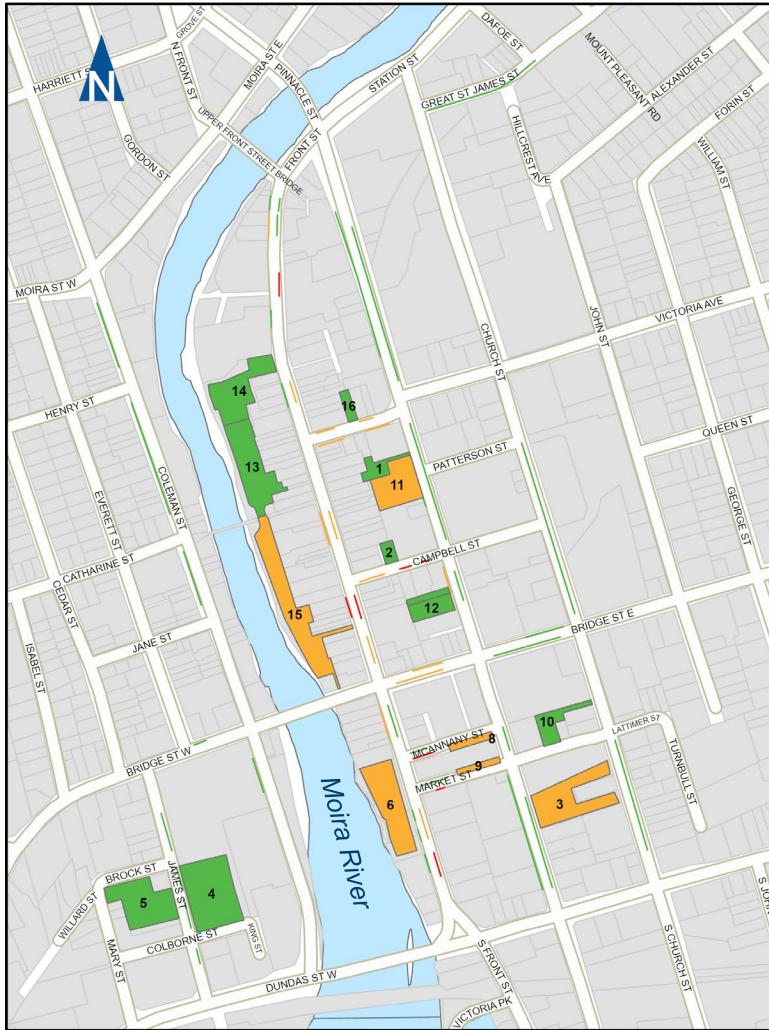 GROVE ST
DAFOE ST
N FRONT ST
MOIRA ST E
PINNACLE ST
STATION ST
MOUNT PLEASANT RD
ALEXANDER ST
HARRIETT
N
GREAT ST JAMES ST
FORIN ST
UPPER FRONT STREET BRIDGE
FRONT ST
GORDON ST
HILLCREST AVE
WILLIAM ST
MOIRA ST W
VICTORIA AVE
JOHN ST
CHURCH ST
14
16
HENRY ST
QUEEN ST
13
1
11
PATTERSON ST
COLEMAN ST
EVERETT ST
GEORGE ST
CATHARINE ST
2
CAMPBELL ST
CEDAR ST
15
12
JANE ST
BRIDGE ST E
ISABEL ST
10
LATTIMER ST
MCANNANY ST
8
BRIDGE ST W
TURNBULL ST
9
MARKET ST
Moira River
6
3
BROCK ST
JAMES ST
WILLARD ST
5
4
COLBORNE ST
KING ST
MARY ST
S JOHN
S FRONT ST
S CHURCH ST
DUNDAS ST W
VICTORIA PK